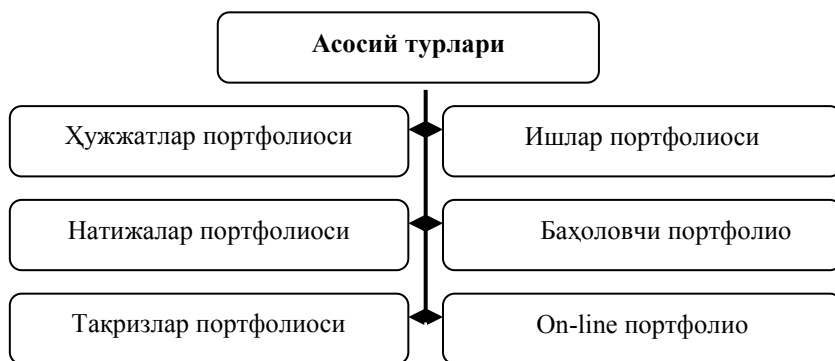 Асосий турлари
Ҳужжатлар портфолиоси
Ишлар портфолиоси
Натижалар портфолиоси
Баҳоловчи портфолио
Тақризлар портфолиоси
On-line портфолио